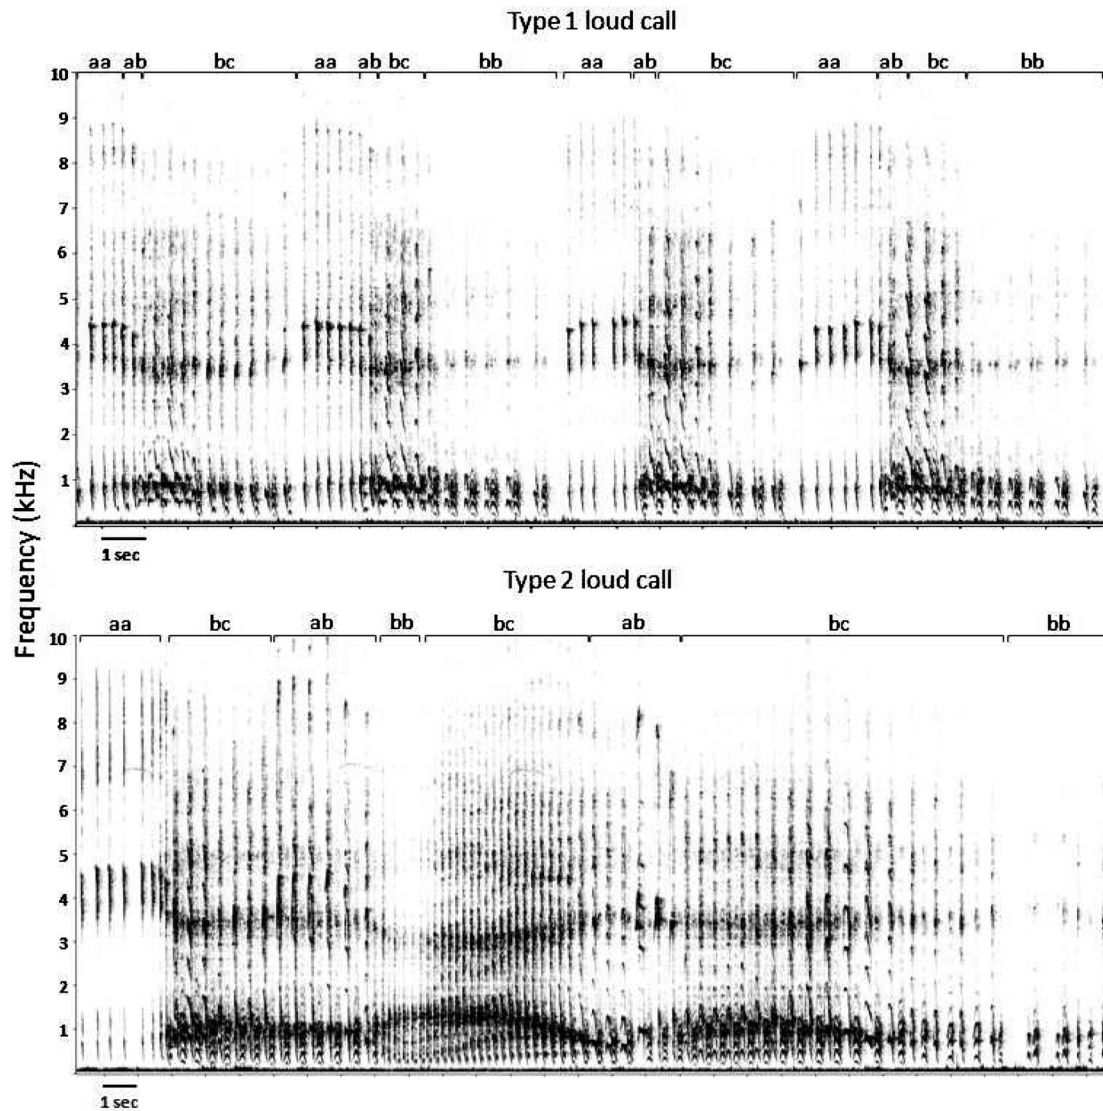 Type 1 loud call
aa ab bc aa ab bc bb aa ab bc aa ab bc bb
10
9
8
7
6
5
4
3
2
1
1 sec
Frequency (kHz)
Type 2 loud call
aa bc ab bb bc ab bc bb
10
9
8
7
6
5
4
3
2
1
1 sec